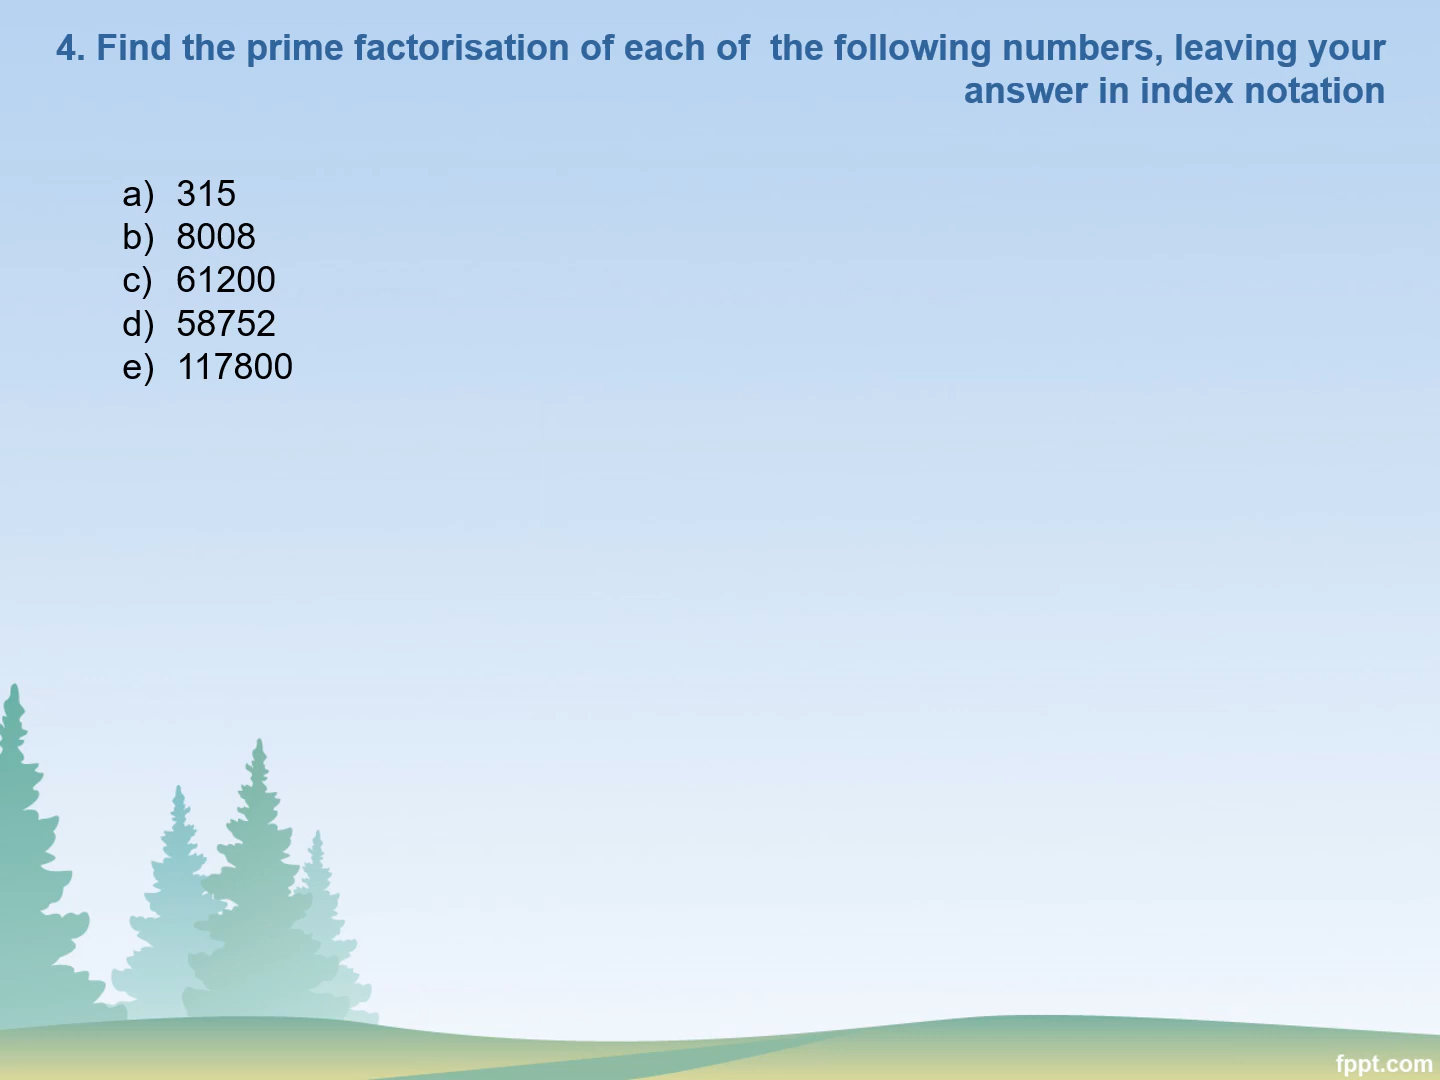 4. Find the prime factorisation of each of  the following numbers, leaving your
answer in index notation
a) 315
b) 8008
c) 61200
d) 58752
e) 117800
fppt.com